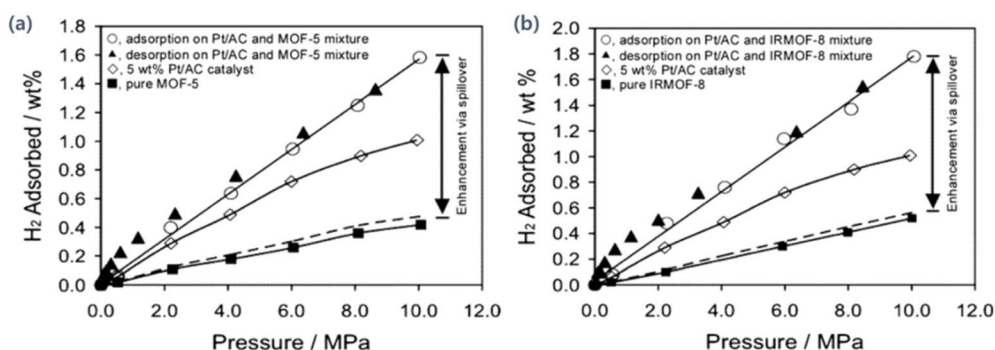 (a)
1.8
1.6
1.4
1.2
1.0
0.8
0.6
0.4
0.2
0.0
H2 Adsorbed / wt%
○, adsorption on Pt/AC and MOF-5 mixture
▲, desorption on Pt/AC and MOF-5 mixture
◇, 5 wt% Pt/AC catalyst
■, pure MOF-5
Enhancement via spillover
0.0 2.0 4.0 6.0 8.0 10.0 12.0
Pressure / MPa
(b)
2.0
1.8
1.6
1.4
1.2
1.0
0.8
0.6
0.4
0.2
0.0
H2 Adsorbed / wt %
○, adsorption on Pt/AC and IRMOF-8 mixture
▲, desorption on Pt/AC and IRMOF-8 mixture
◇, 5 wt% Pt/AC catalyst
■, pure IRMOF-8
Enhancement via spillover
0.0 2.0 4.0 6.0 8.0 10.0 12.0
Pressure / MPa